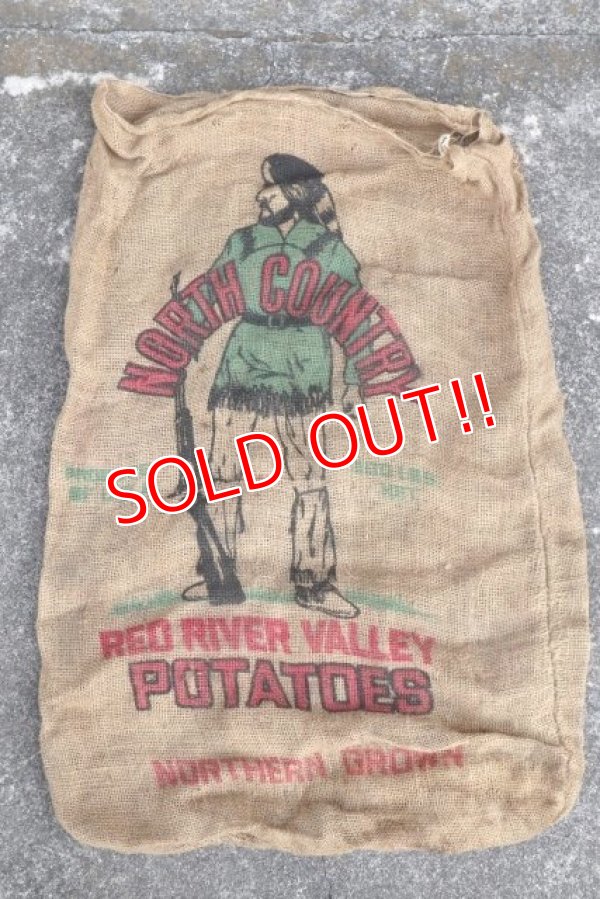 NORTH COUNTRY
SOLD OUT!!
RED RIVER VALLEY
POTATOES
NORTHERN GROWN